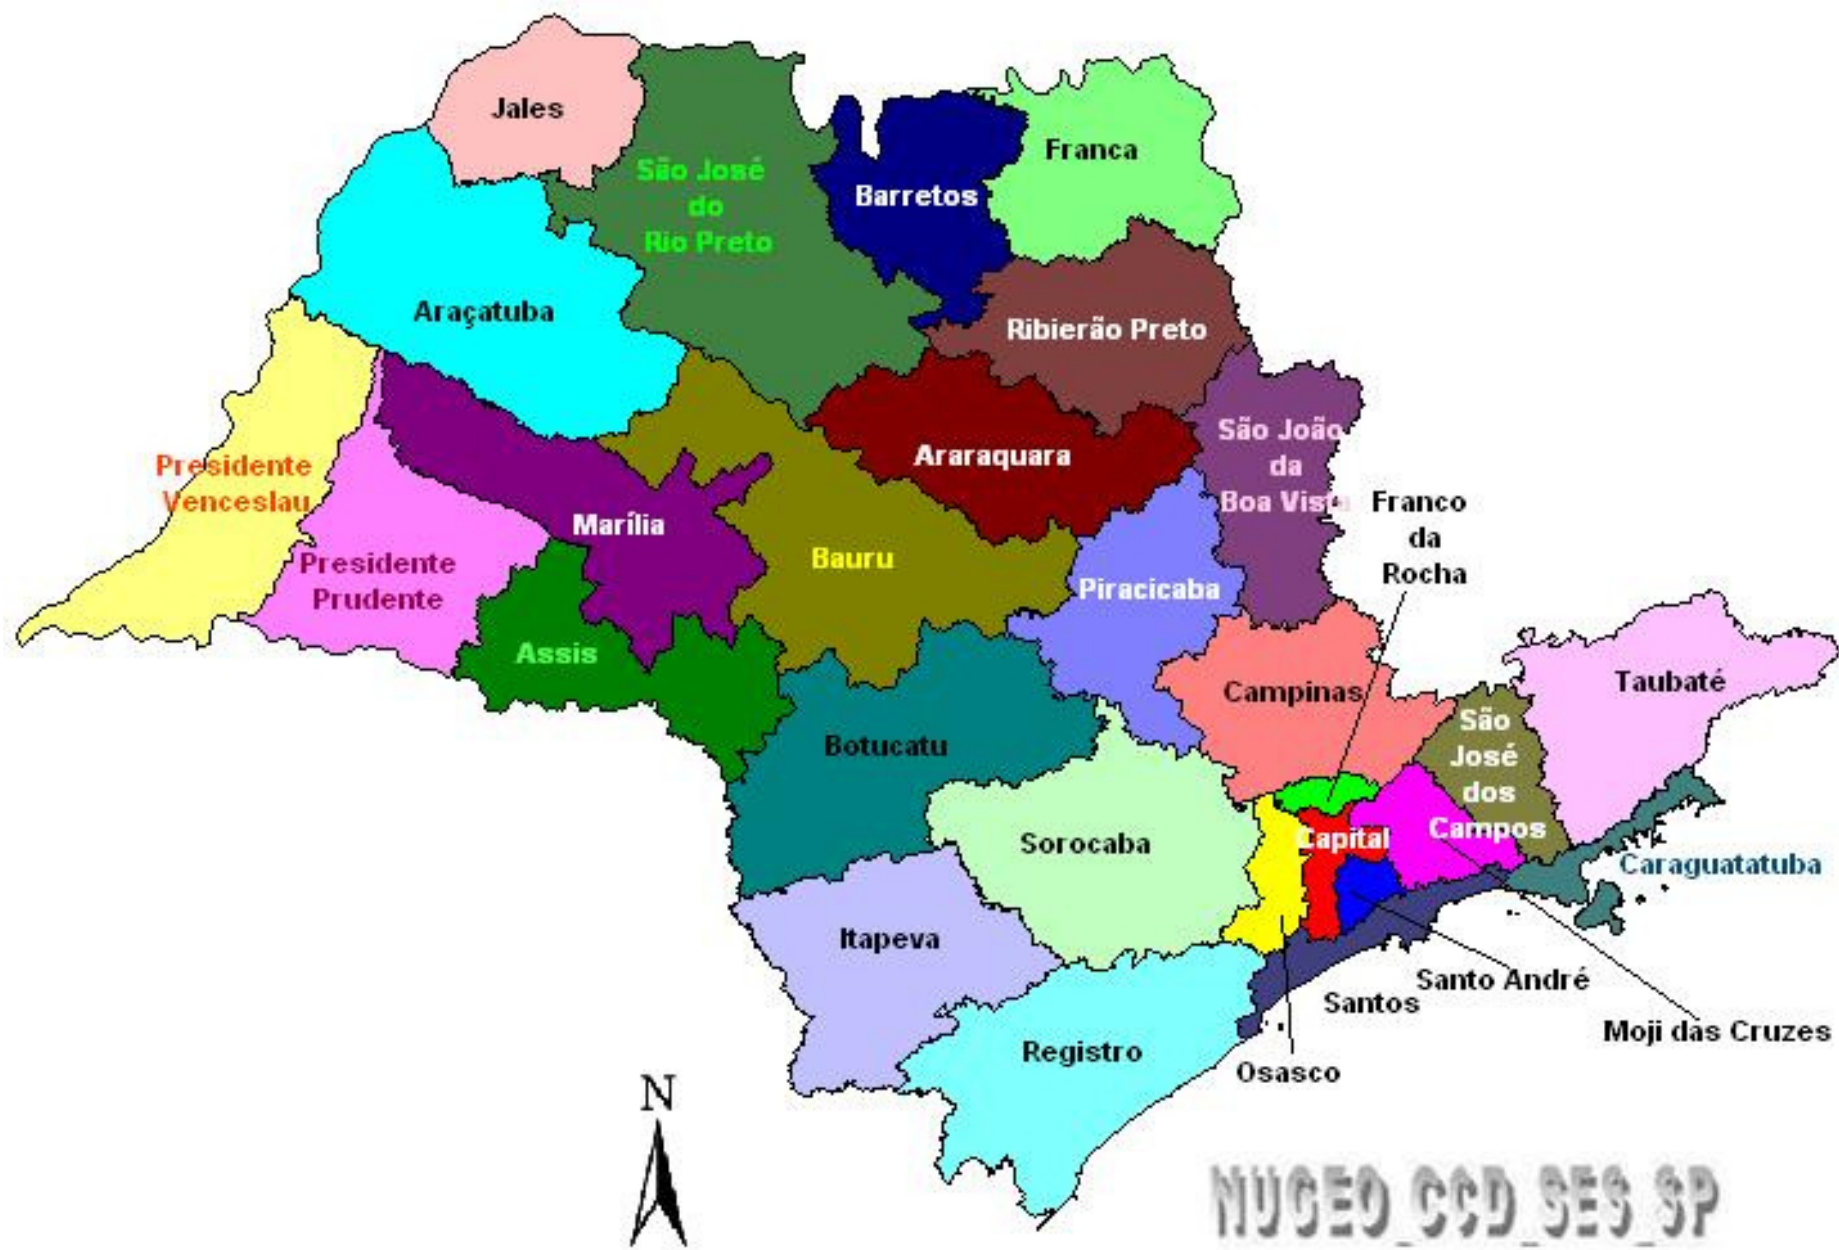 Jales
São José
do
Rio Preto
Barretos
Franca
Araçatuba
Ribierão Preto
Presidente
Venceslau
Presidente
Prudente
Marília
Bauru
Araraquara
São João
da
Boa Vista
Franco
da
Rocha
Piracicaba
Assis
Botucatu
Campinas
Taubaté
São
José
dos
Campos
Sorocaba
Capital
Caraguatatuba
Itapeva
Santo André
Santos
Moji das Cruzes
Registro
Osasco
N
NUGEO_CCD_SES_SP